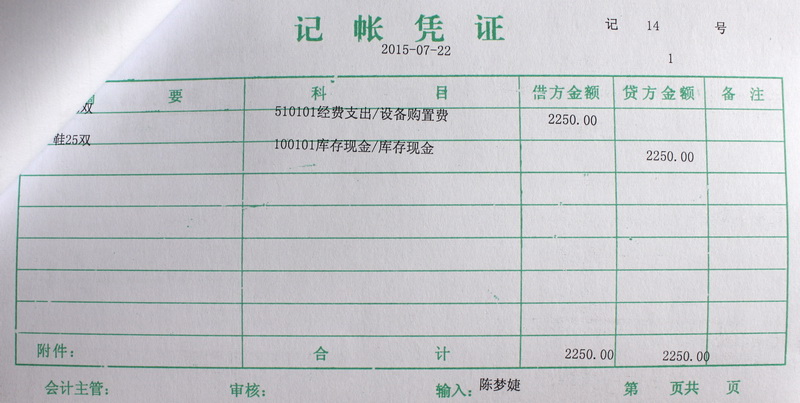 记帐凭证
记 14 号
2015-07-22
1
要 科目 借方金额 贷方金额 备注
双 510101经费支出/设备购置费 2250.00
鞋25双 100101库存现金/库存现金 2250.00
附件: 合计 2250.00 2250.00
会计主管: 审核: 输入: 陈梦婕 第 页共 页